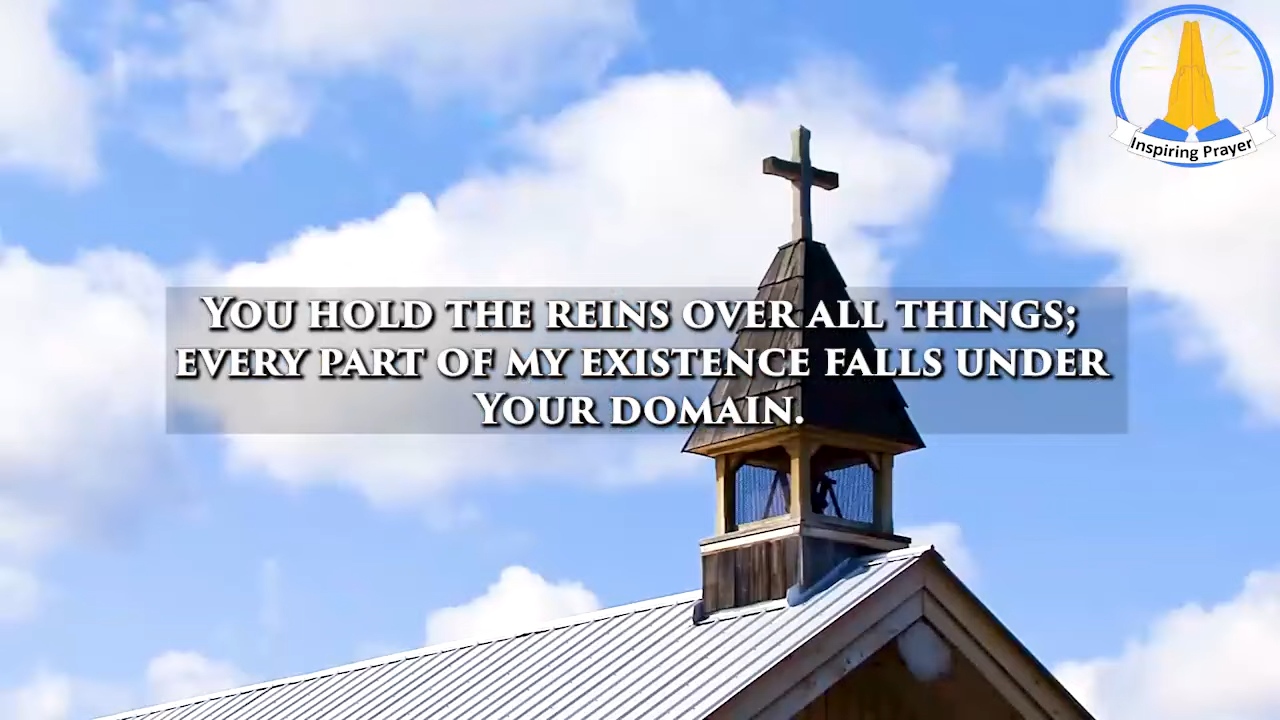 Inspiring Prayer
You hold the reins over all things;
every part of my existence falls under
Your domain.